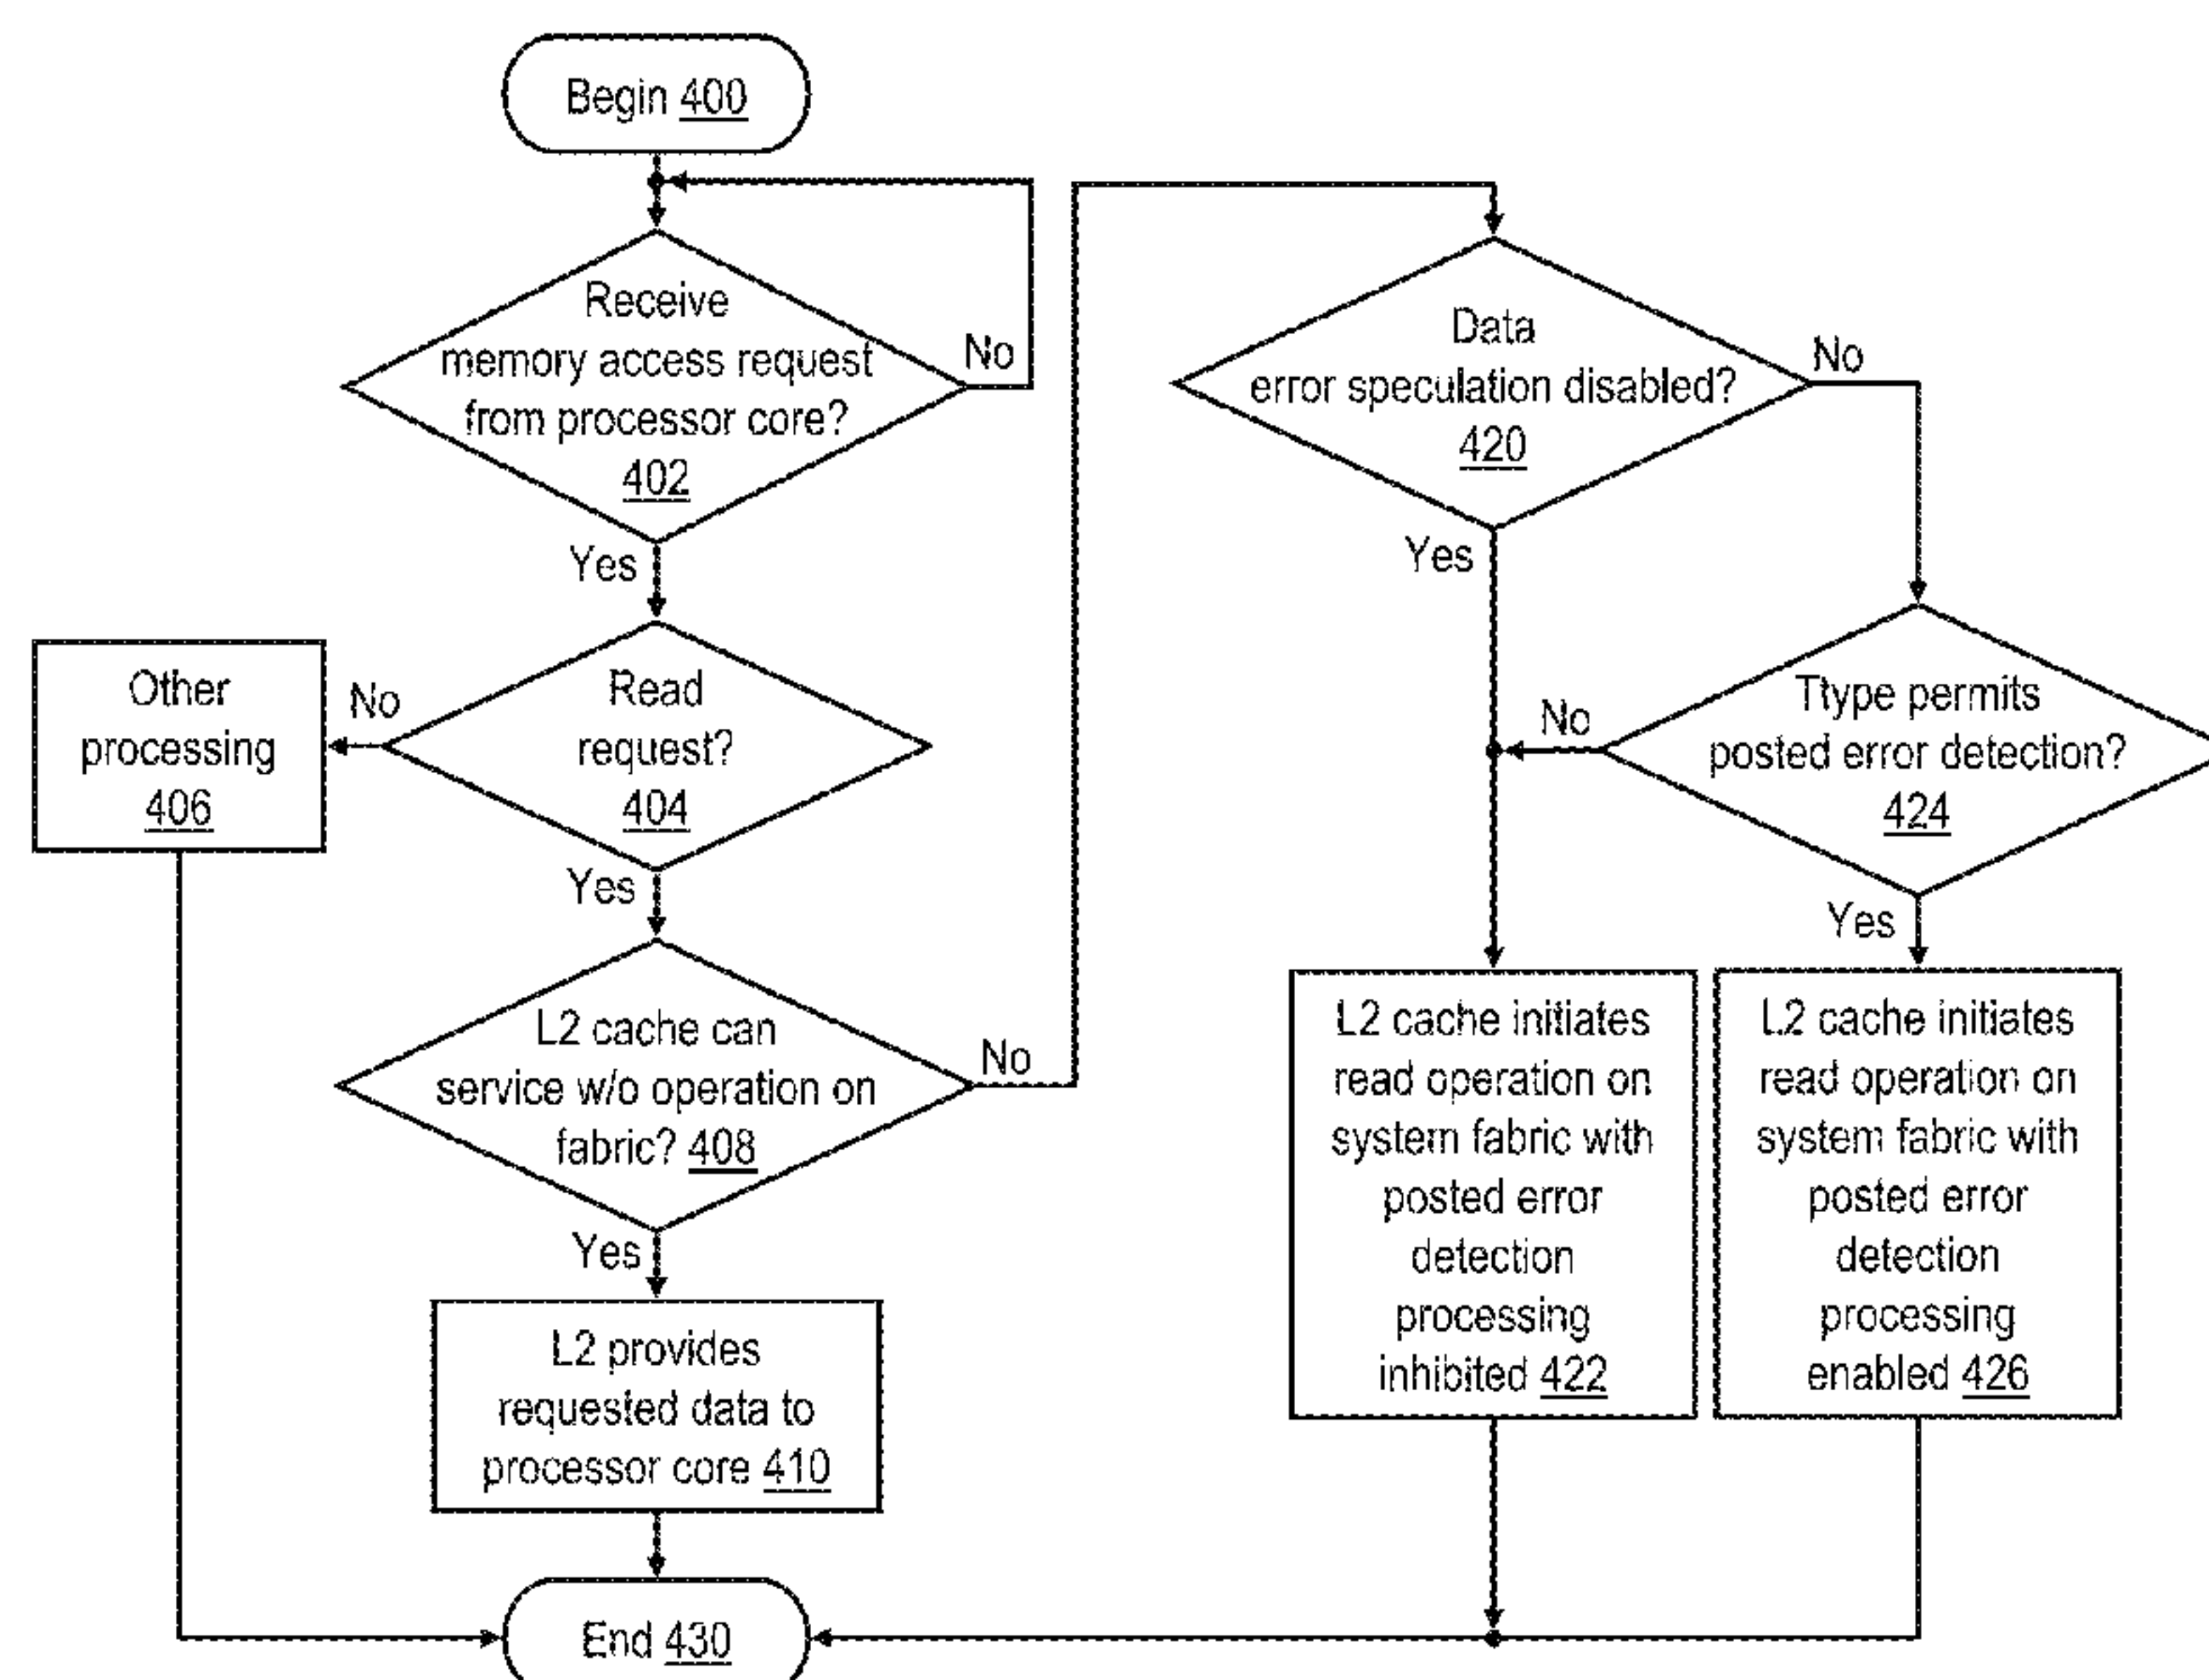 Begin 400
Receive
memory access request
from processor core?
402
No
Yes
Read
request?
404
No
Other
processing
406
Yes
L2 cache can
service w/o operation on
fabric? 408
No
Yes
L2 provides
requested data to
processor core 410
End 430
Data
error speculation disabled?
420
No
Yes
Ttype permits
posted error detection?
424
No
Yes
L2 cache initiates
read operation on
system fabric with
posted error
detection
processing
inhibited 422
L2 cache initiates
read operation on
system fabric with
posted error
detection
processing
enabled 426